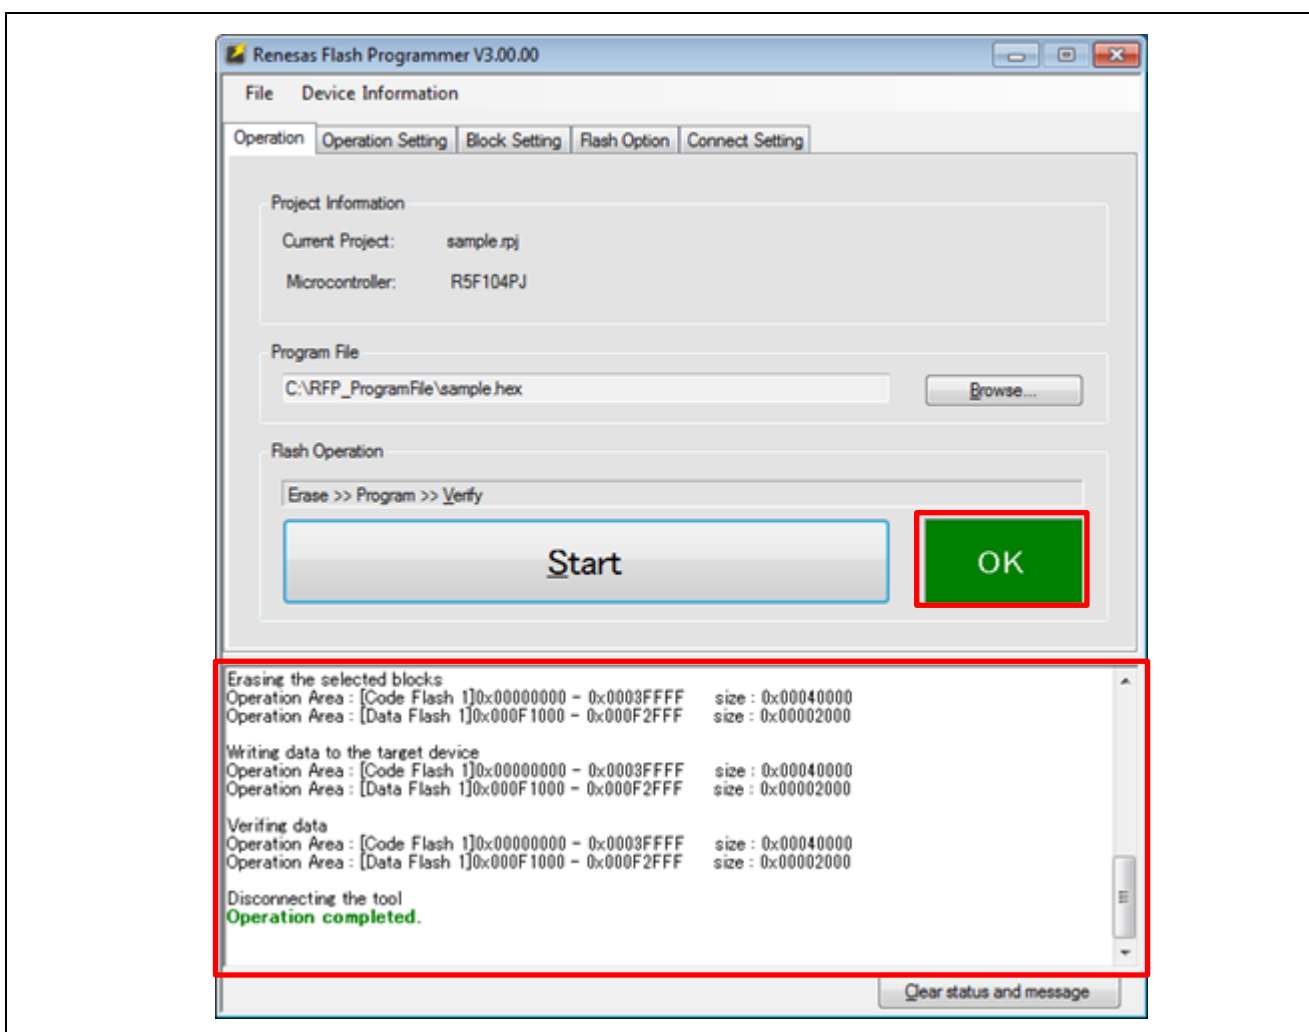 Renesas Flash Programmer V3.00.00
File Device Information
Operation Operation Setting Block Setting Flash Option Connect Setting
Project Information
Current Project: sample.rpj
Microcontroller: R5F104PJ
Program File
C:\RFP_ProgramFile\sample.hex Browse...
Flash Operation
Erase >> Program >> Verify
Start OK
Erasing the selected blocks
Operation Area : [Code Flash 1]0x00000000 - 0x0003FFFF size : 0x00040000
Operation Area : [Data Flash 1]0x000F1000 - 0x000F2FFF size : 0x00002000
Writing data to the target device
Operation Area : [Code Flash 1]0x00000000 - 0x0003FFFF size : 0x00040000
Operation Area : [Data Flash 1]0x000F1000 - 0x000F2FFF size : 0x00002000
Verifing data
Operation Area : [Code Flash 1]0x00000000 - 0x0003FFFF size : 0x00040000
Operation Area : [Data Flash 1]0x000F1000 - 0x000F2FFF size : 0x00002000
Disconnecting the tool
Operation completed.
Clear status and message